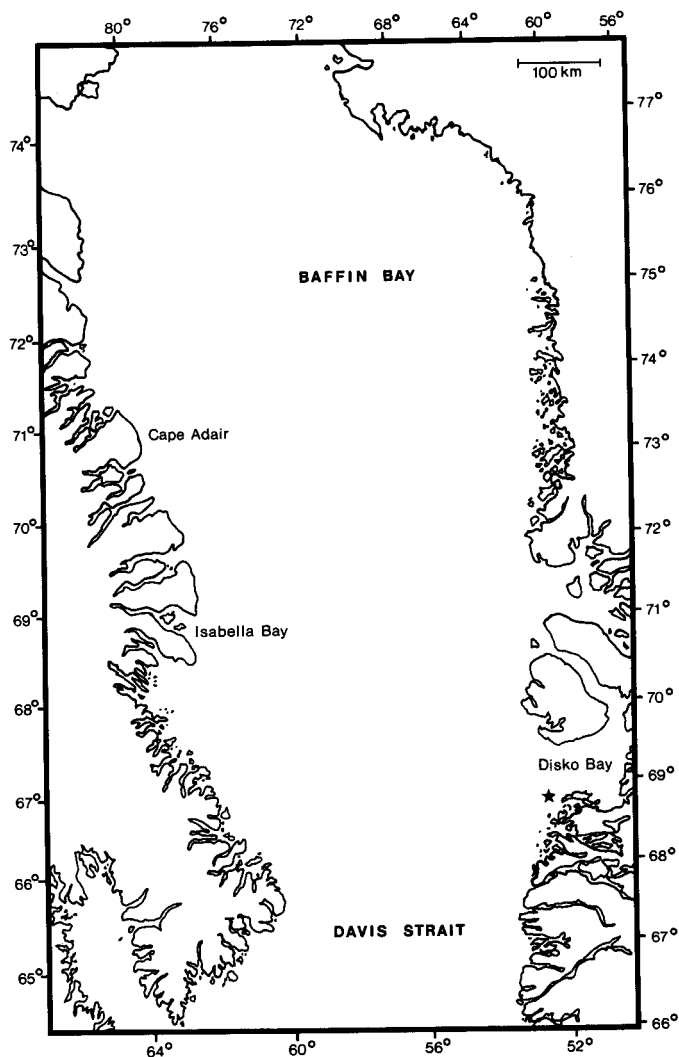 80° 76° 72° 68° 64° 60° 56°
100 km
77°
74°
76°
73°
BAFFIN BAY
75°
72°
74°
71°
Cape Adair
73°
70°
72°
69°
Isabella Bay
71°
68°
70°
Disko Bay
69°
67°
68°
66°
DAVIS STRAIT
67°
65°
66°
64° 60° 56° 52°